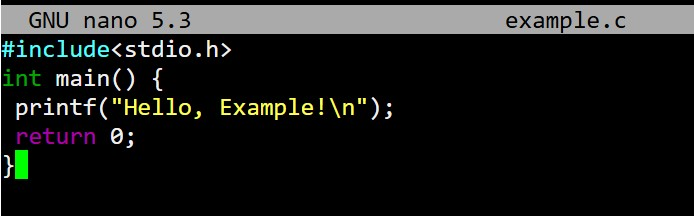 GNU nano 5.3 example.c
#include<stdio.h>
int main() {
 printf("Hello, Example!\n");
 return 0;
}